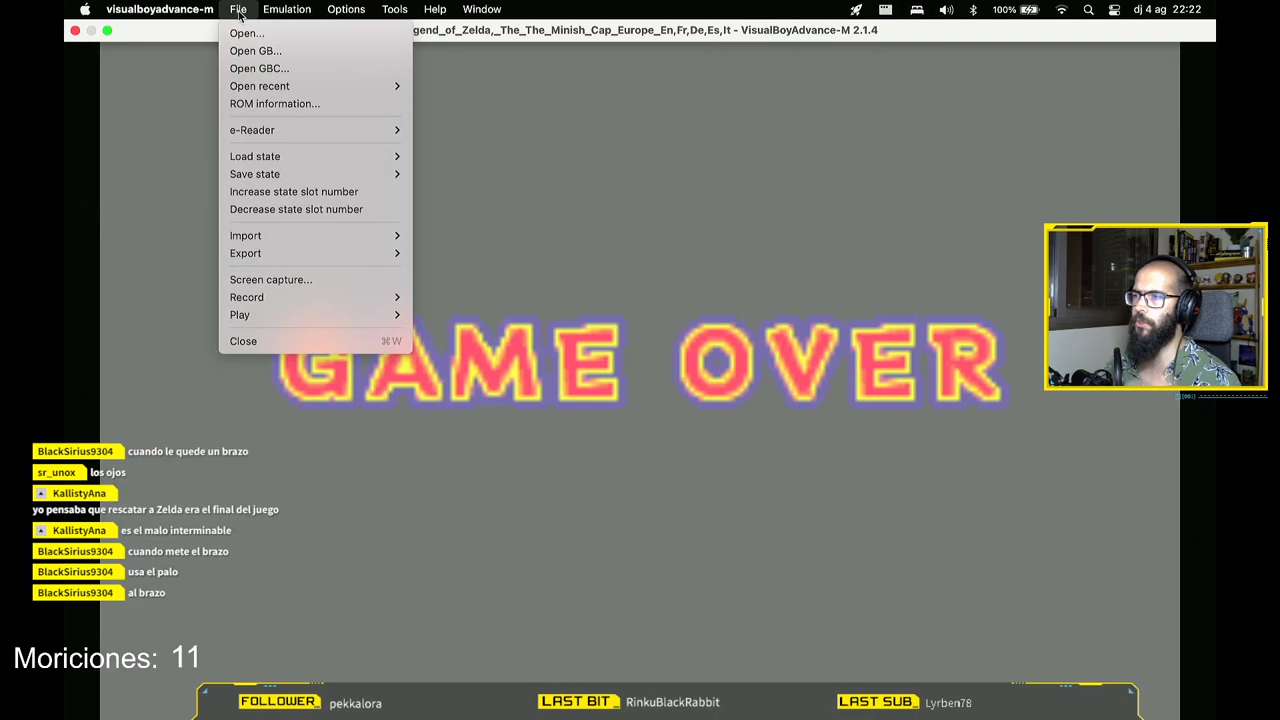 visualboyadvance-m File Emulation Options Tools Help Window 100% dj 4 ag 22:22
gend_of_Zelda,_The_The_Minish_Cap_Europe_En,Fr,De,Es,It - VisualBoyAdvance-M 2.1.4
Open...
Open GB...
Open GBC...
Open recent
ROM information...
e-Reader
Load state
Save state
Increase state slot number
Decrease state slot number
Import
Export
Screen capture...
Record
Play
Close ⌘W
GAME OVER
BlackSirius9304 cuando le quede un brazo
sr_unox los ojos
KallistyAna
yo pensaba que rescatar a Zelda era el final del juego
KallistyAna es el malo interminable
BlackSirius9304 cuando mete el brazo
BlackSirius9304 usa el palo
BlackSirius9304 al brazo
Moriciones: 11
FOLLOWER pekkalora LAST BIT RinkuBlackRabbit LAST SUB Lyrben78